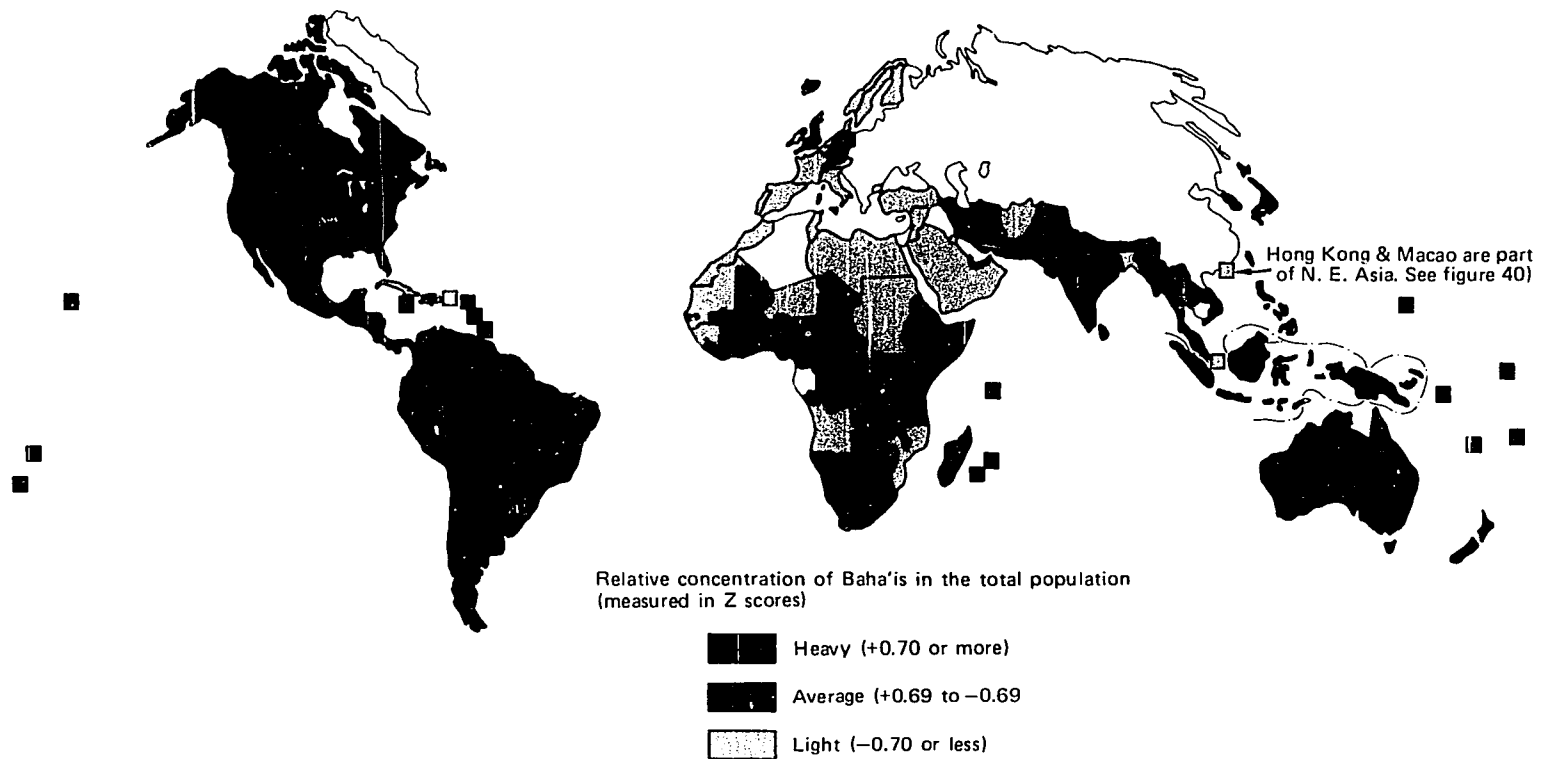 Hong Kong & Macao are part
of N. E. Asia. See figure 40)
Relative concentration of Baha'is in the total population
(measured in Z scores)
Heavy (+0.70 or more)
Average (+0.69 to −0.69
Light (−0.70 or less)